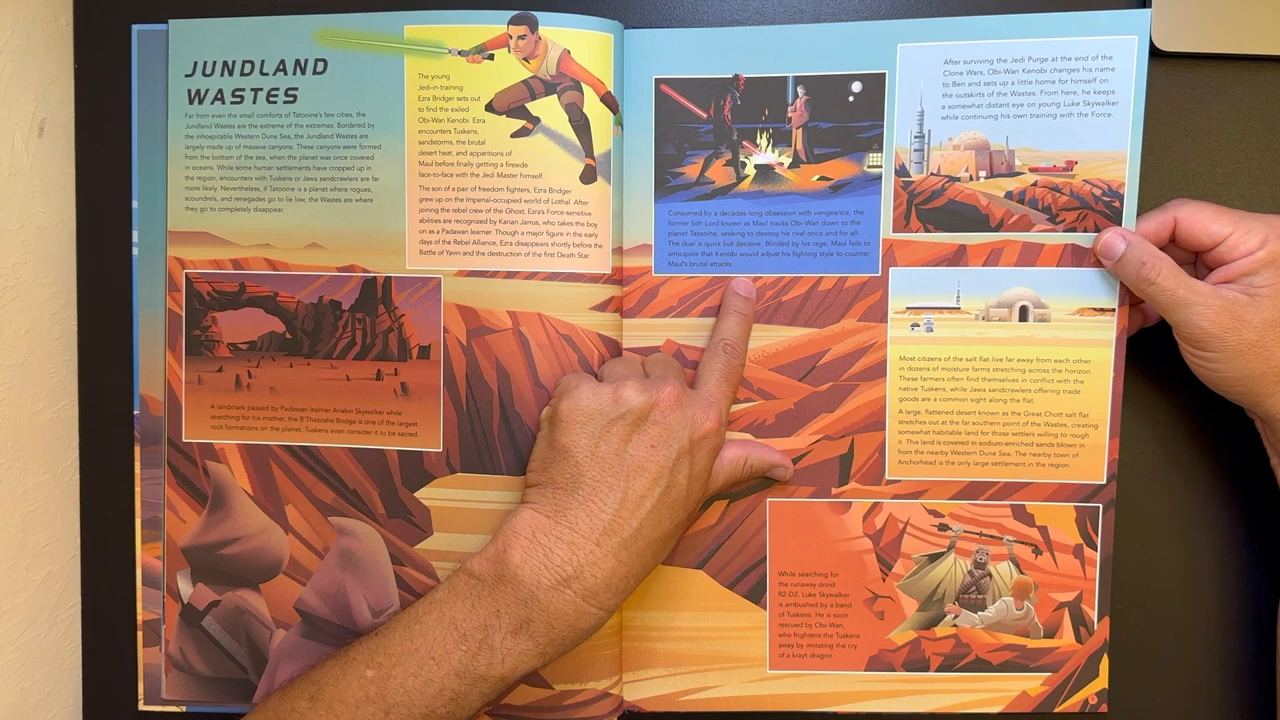 JUNDLAND
WASTES
Far from even the small comforts of Tatooine's few cities, the
Jundland Wastes are the extreme of the extremes. Bordered by
the inhospitable Western Dune Sea, the Jundland Wastes are
largely made up of massive canyons. These canyons were formed
from the bottom of the sea, when the planet was once covered
in oceans. While some human settlements have cropped up in
the region, encounters with Tuskens or Jawa sandcrawlers are far
more likely. Nevertheless, if Tatooine is a planet where rogues,
scoundrels, and renegades go to lie low, the Wastes are where
they go to completely disappear.
The young
Jedi-in-training
Ezra Bridger sets out
to find the exiled
Obi-Wan Kenobi. Ezra
encounters Tuskens,
sandstorms, the brutal
desert heat, and apparitions of
Maul before finally getting a fireside
face-to-face with the Jedi Master himself.
The son of a pair of freedom fighters, Ezra Bridger
grew up on the Imperial-occupied world of Lothal. After
joining the rebel crew of the Ghost, Ezra's Force-sensitive
abilities are recognized by Kanan Jarrus, who takes the boy
on as a Padawan learner. Though a major figure in the early
days of the Rebel Alliance, Ezra disappears shortly before the
Battle of Yavin and the destruction of the first Death Star
A landmark passed by Padawan learner Anakin Skywalker while
searching for his mother, the B'Thazoshe Bridge is one of the largest
rock formations on the planet. Tuskens even consider it to be sacred.
Consumed by a decades-long obsession with vengeance, the
former Sith Lord known as Maul tracks Obi-Wan down to the
planet Tatooine, seeking to destroy his rival once and for all.
The duel is quick but decisive. Blinded by his rage, Maul fails to
anticipate that Kenobi would adjust his fighting style to counter
Maul's brutal attacks.
After surviving the Jedi Purge at the end of the
Clone Wars, Obi-Wan Kenobi changes his name
to Ben and sets up a little home for himself on
the outskirts of the Wastes. From here, he keeps
a somewhat distant eye on young Luke Skywalker
while continuing his own training with the Force.
Most citizens of the salt flat live far away from each other
in dozens of moisture farms stretching across the horizon.
These farmers often find themselves in conflict with the
native Tuskens, while Jawa sandcrawlers offering trade
goods are a common sight along the flat.
A large, flattened desert known as the Great Chott salt flat
stretches out at the far southern point of the Wastes, creating
somewhat habitable land for those settlers willing to rough
it. This land is covered in sodium-enriched sands blown in
from the nearby Western Dune Sea. The nearby town of
Anchorhead is the only large settlement in the region.
While searching for
the runaway droid
R2-D2, Luke Skywalker
is ambushed by a band
of Tuskens. He is soon
rescued by Obi-Wan,
who frightens the Tuskens
away by imitating the cry
of a krayt dragon.